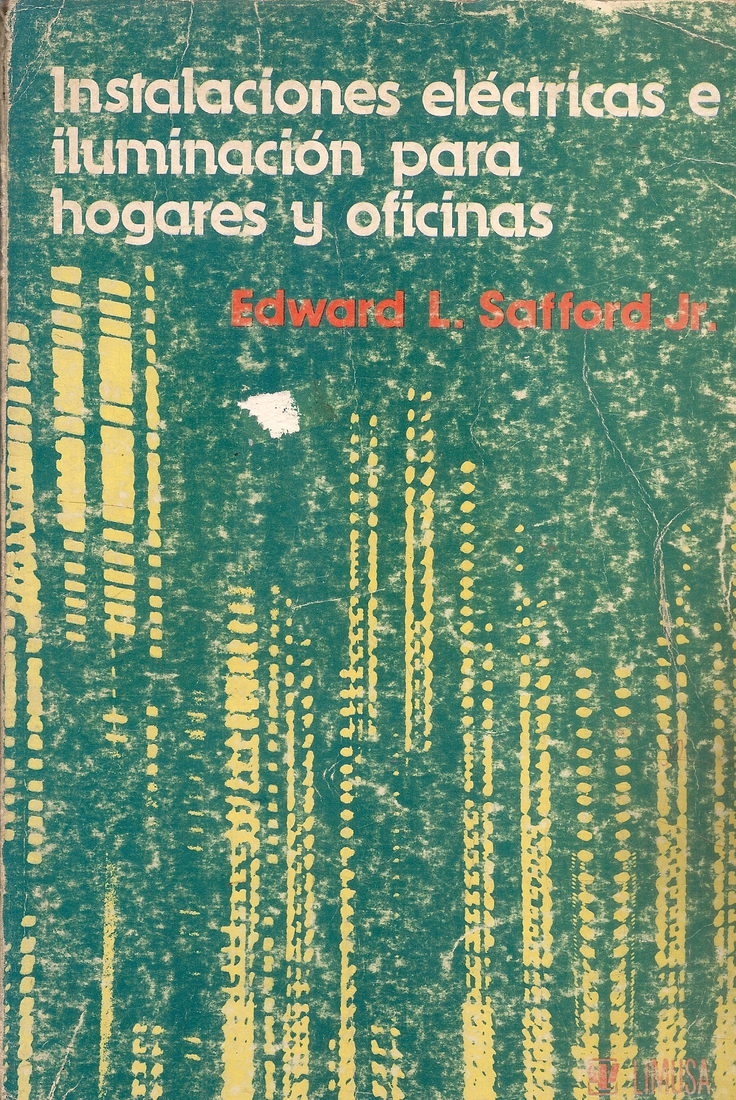 Instalaciones eléctricas e
iluminación para
hogares y oficinas
Edward L. Safford Jr.
LIMUSA